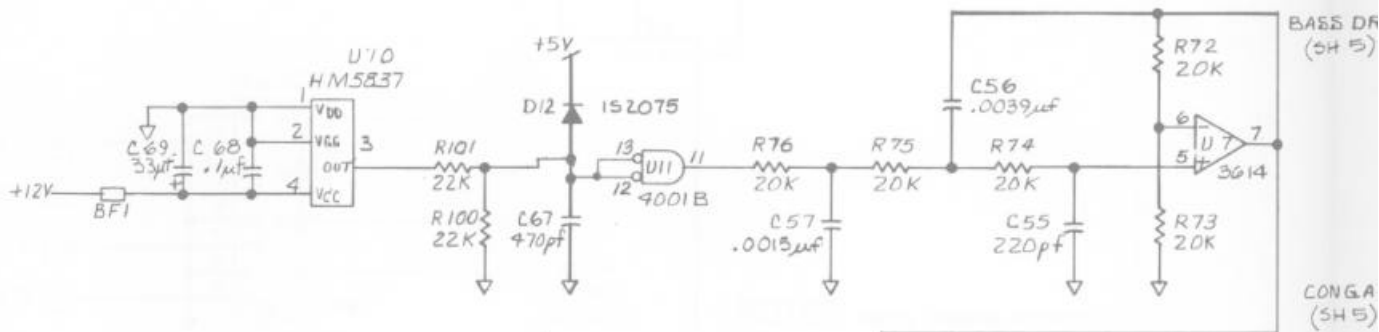 BASS DR
(SH 5)
U10
HM5837
+5V
R72
20K
C56
.0039µf
D12
1S2075
1
VDD
C69
33µf
+
C68
.1µf
2
VGG
3
OUT
R101
22K
13
12
U11
11
4001B
R76
20K
R75
20K
R74
20K
6
-
5
+
U7
7
3614
+12V
BF1
4
VCC
R100
22K
C67
470pf
C57
.0015µf
C55
220pf
R73
20K
CONGA
(SH 5)